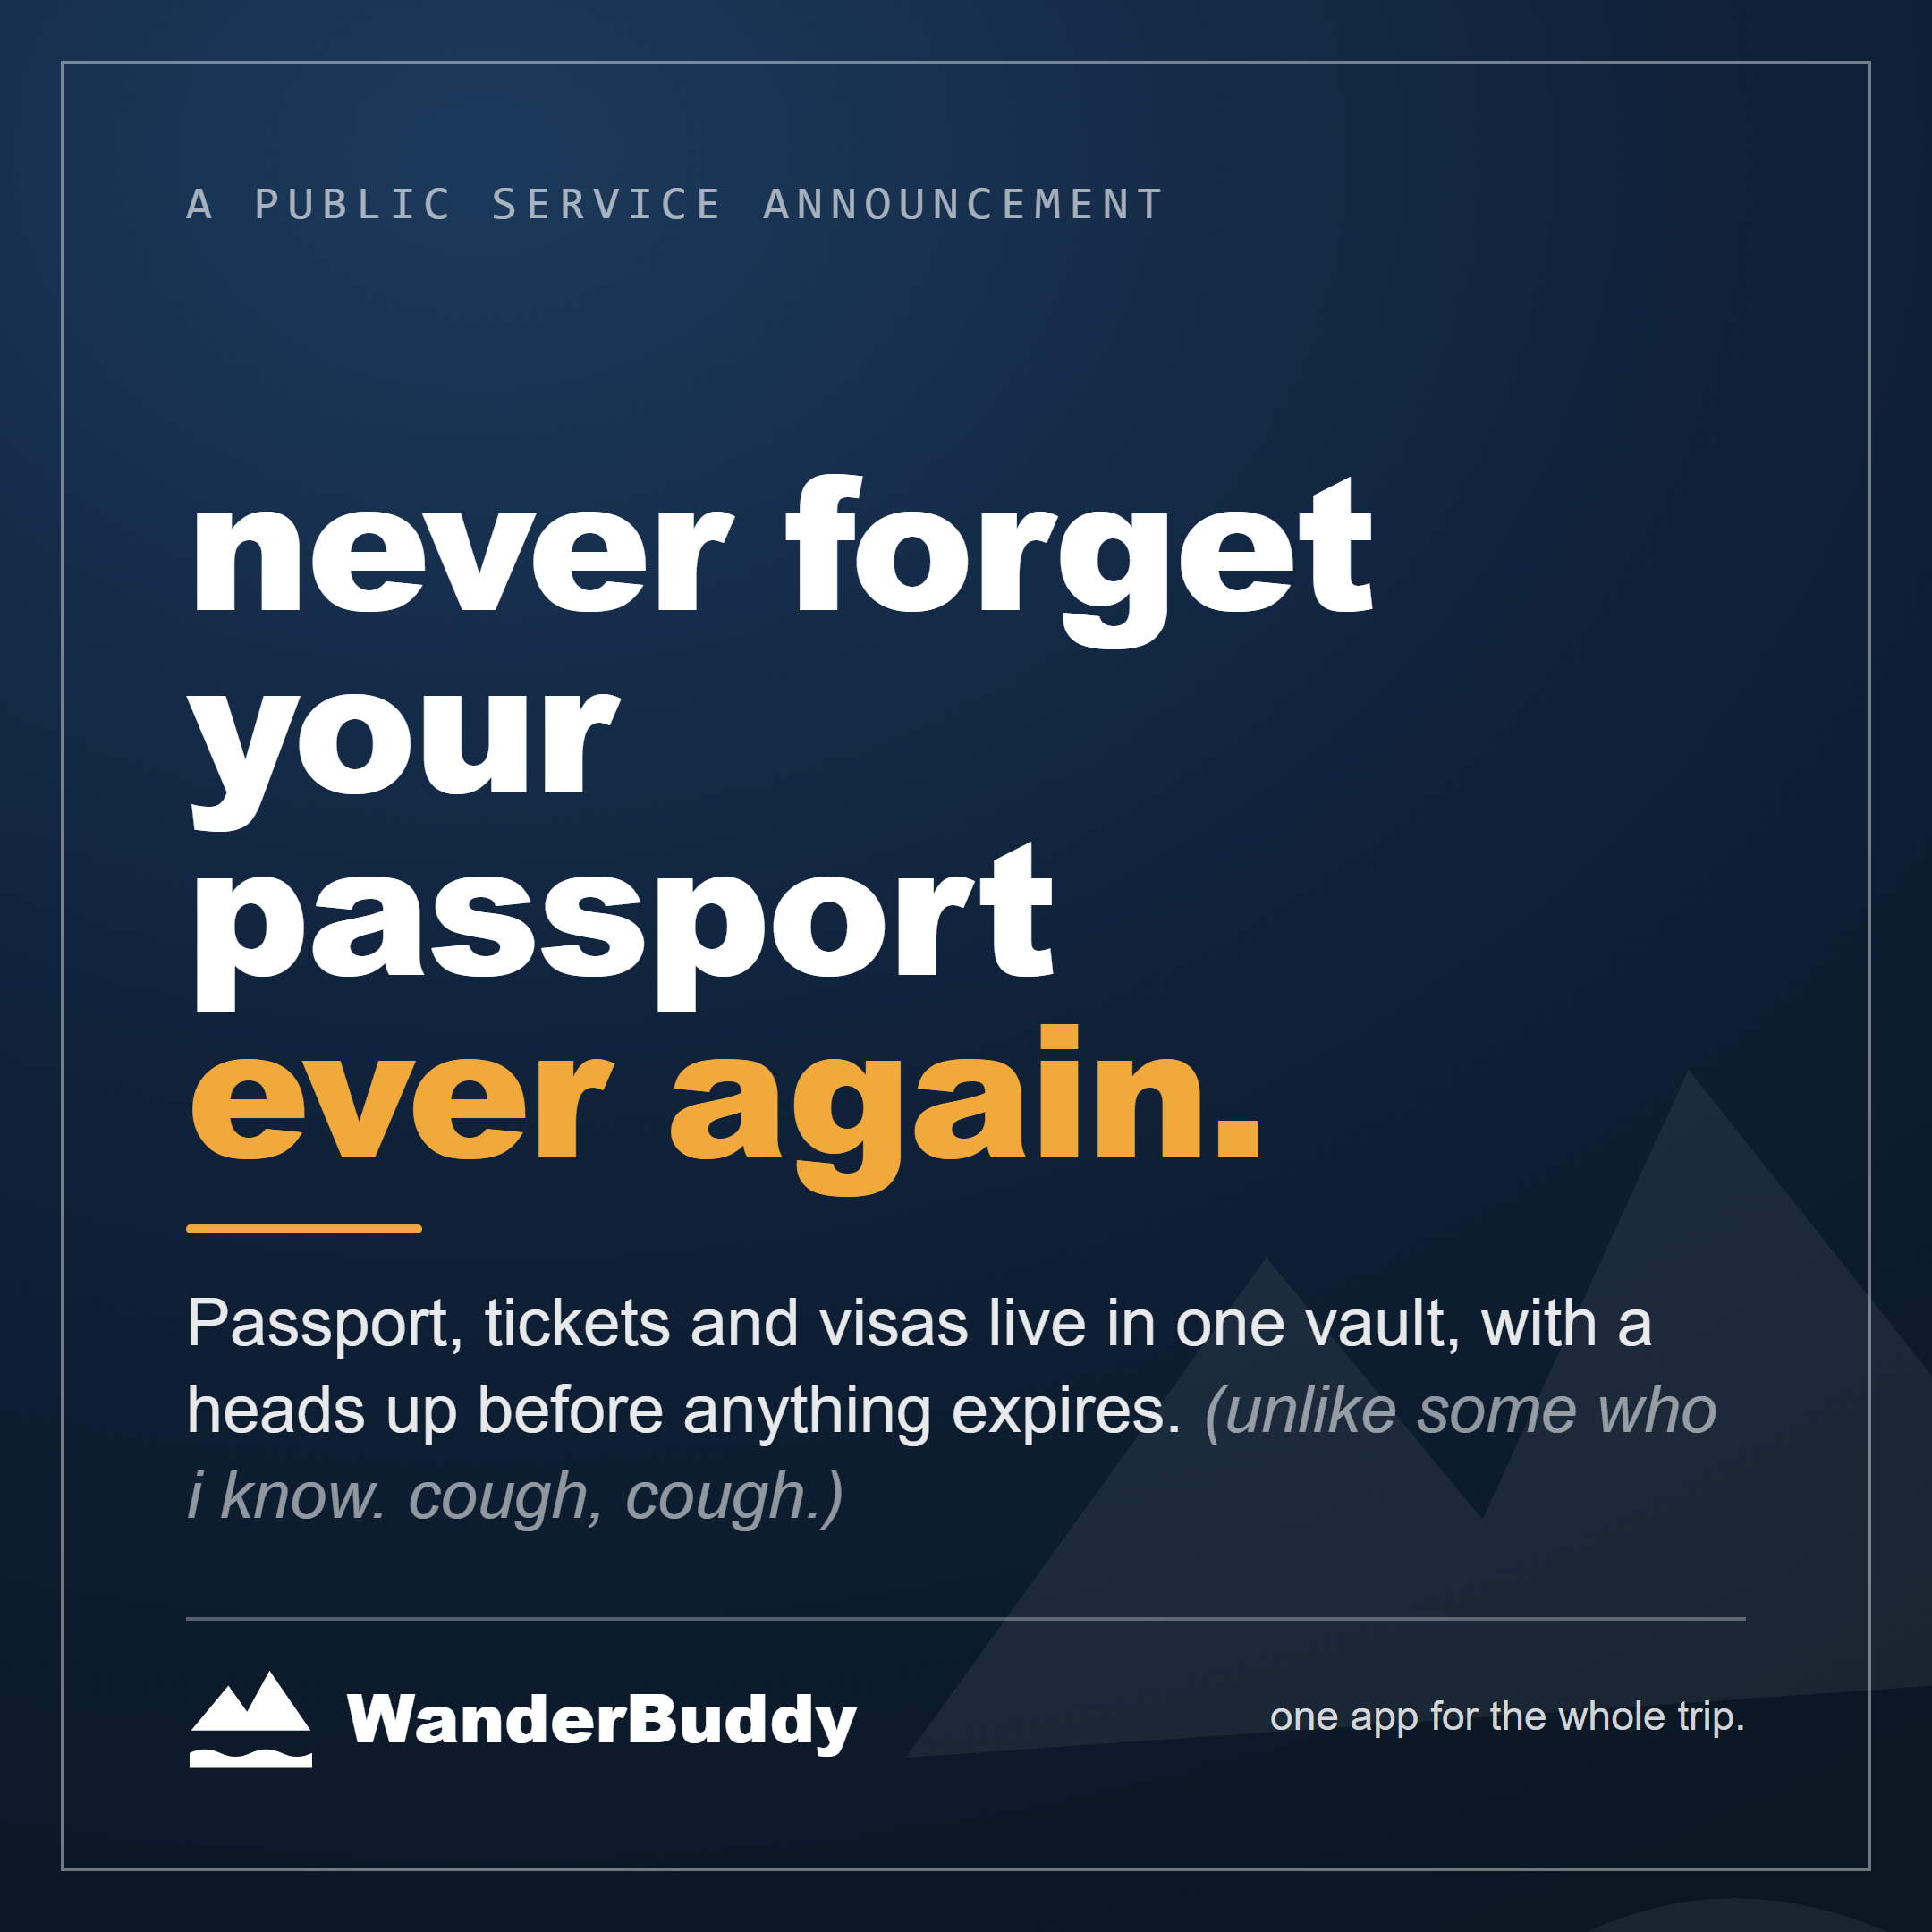 A PUBLIC SERVICE ANNOUNCEMENT
never forget
your
passport
ever again.
Passport, tickets and visas live in one vault, with a
heads up before anything expires. (unlike some who
i know. cough, cough.)
WanderBuddy
one app for the whole trip.